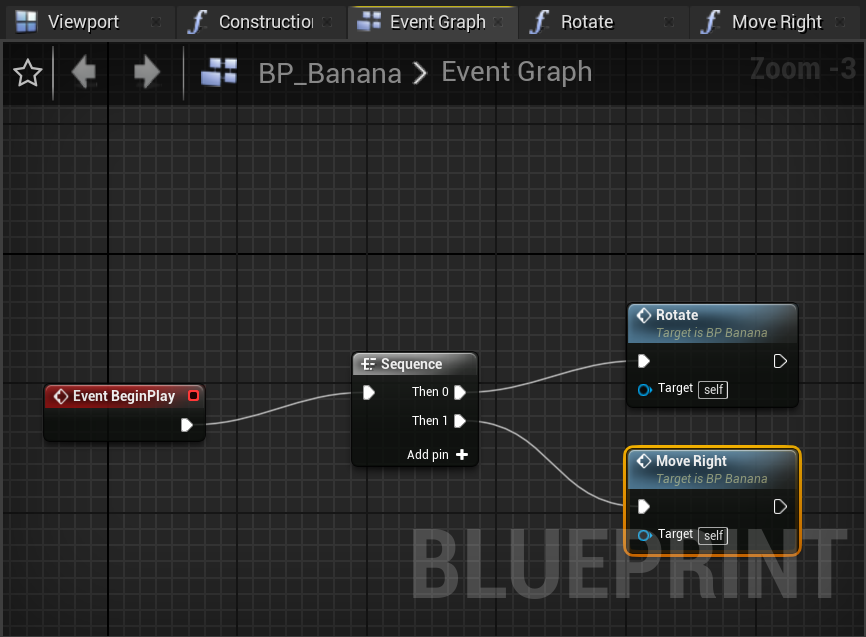 Viewport
Constructio
Event Graph
Rotate
Move Right
BP_Banana > Event Graph
Zoom -3
Rotate
Target is BP Banana
Target self
Sequence
Then 0
Then 1
Add pin +
Event BeginPlay
Move Right
Target is BP Banana
Target self
BLUEPRINT